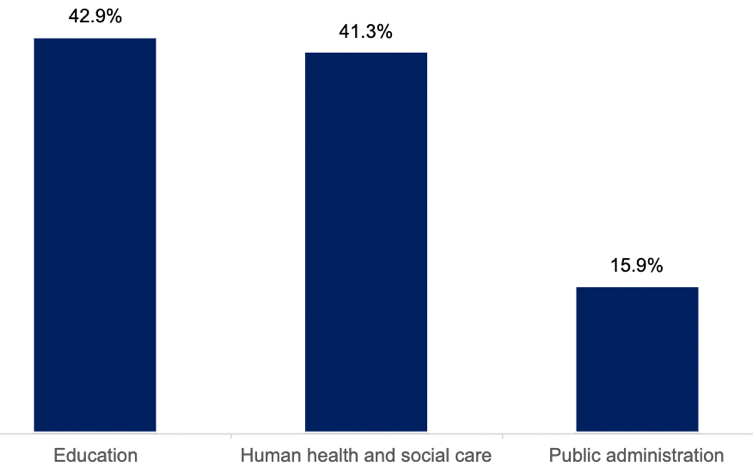 42.9%
41.3%
15.9%
Education
Human health and social care
Public administration